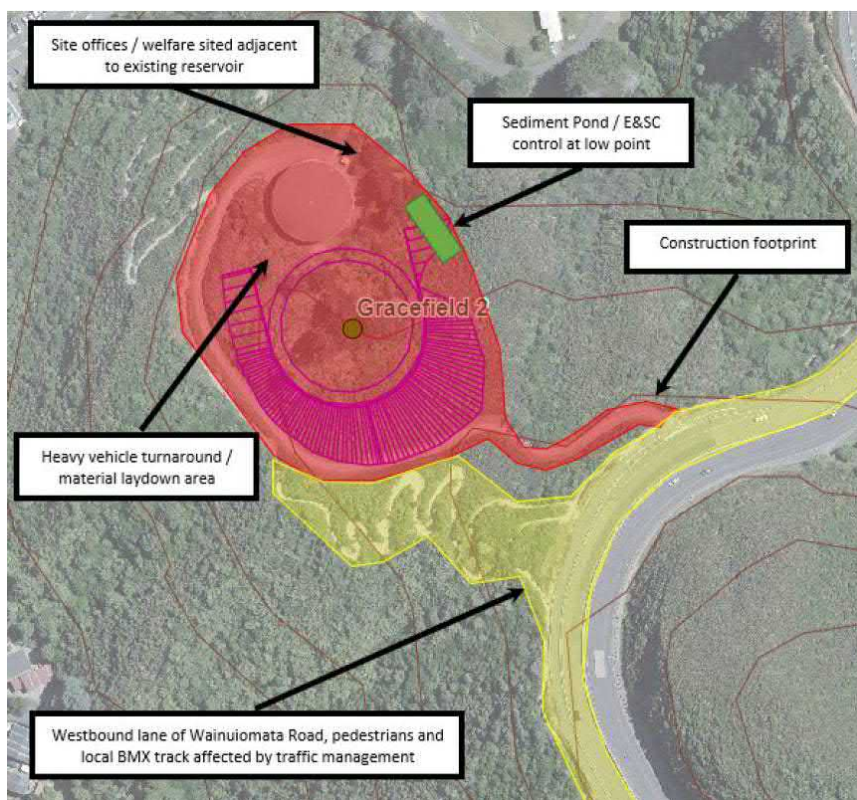 Site offices / welfare sited adjacent
to existing reservoir
Sediment Pond / E&SC
control at low point
Construction footprint
Gracefield 2
Heavy vehicle turnaround /
material laydown area
Westbound lane of Wainuiomata Road, pedestrians and
local BMX track affected by traffic management